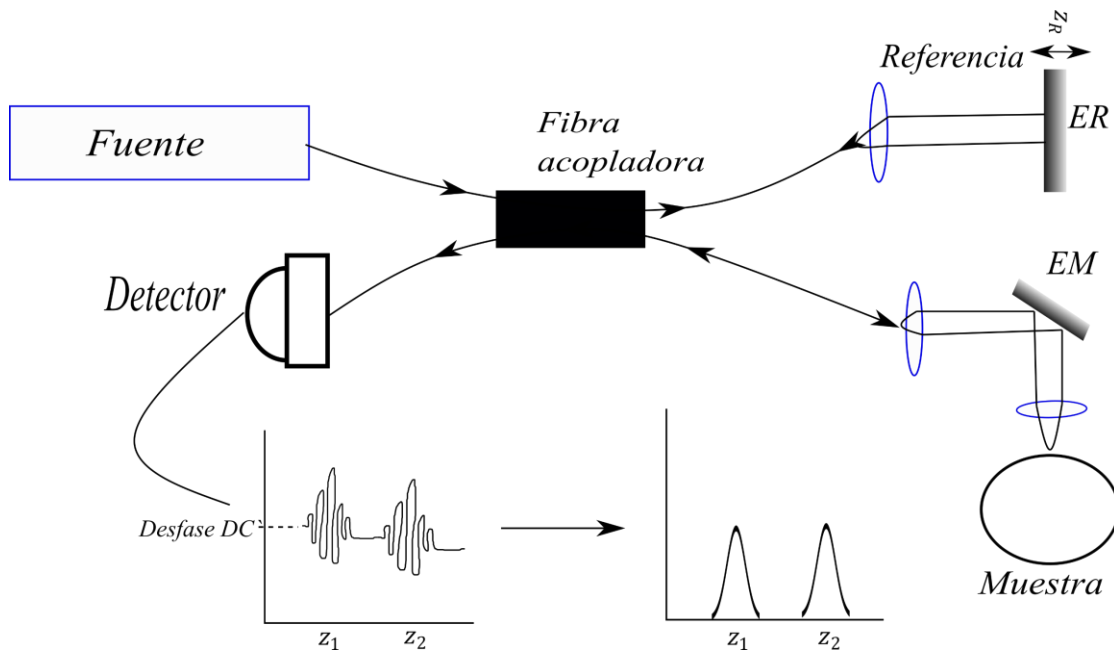 z_R
Referencia
ER
Fuente
Fibra
acopladora
EM
Detector
Desfase DC
Muestra
z_1
z_2
z_1
z_2